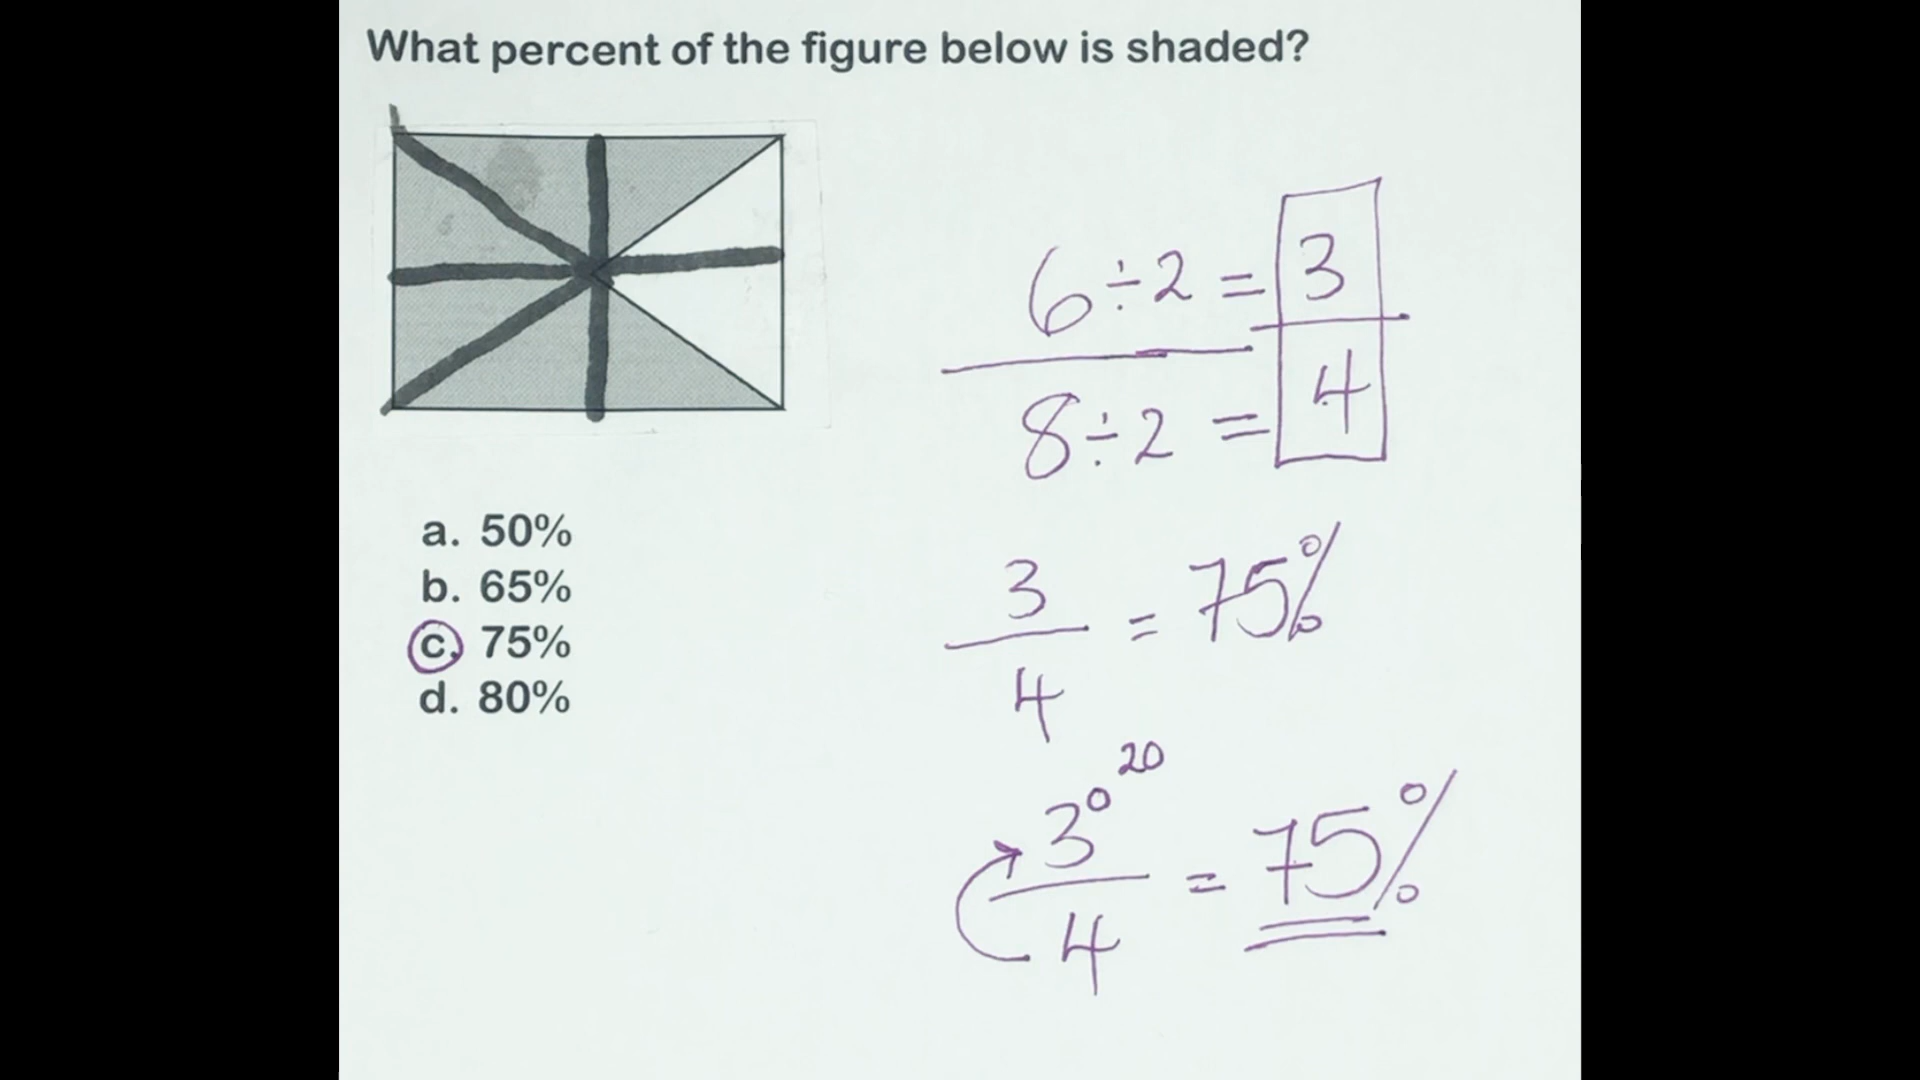 What percent of the figure below is shaded?
6÷2 = 3
8÷2 = 4
a. 50%
b. 65%
c. 75%
d. 80%
3
4 = 75%
20
3⁰
4 = 75%